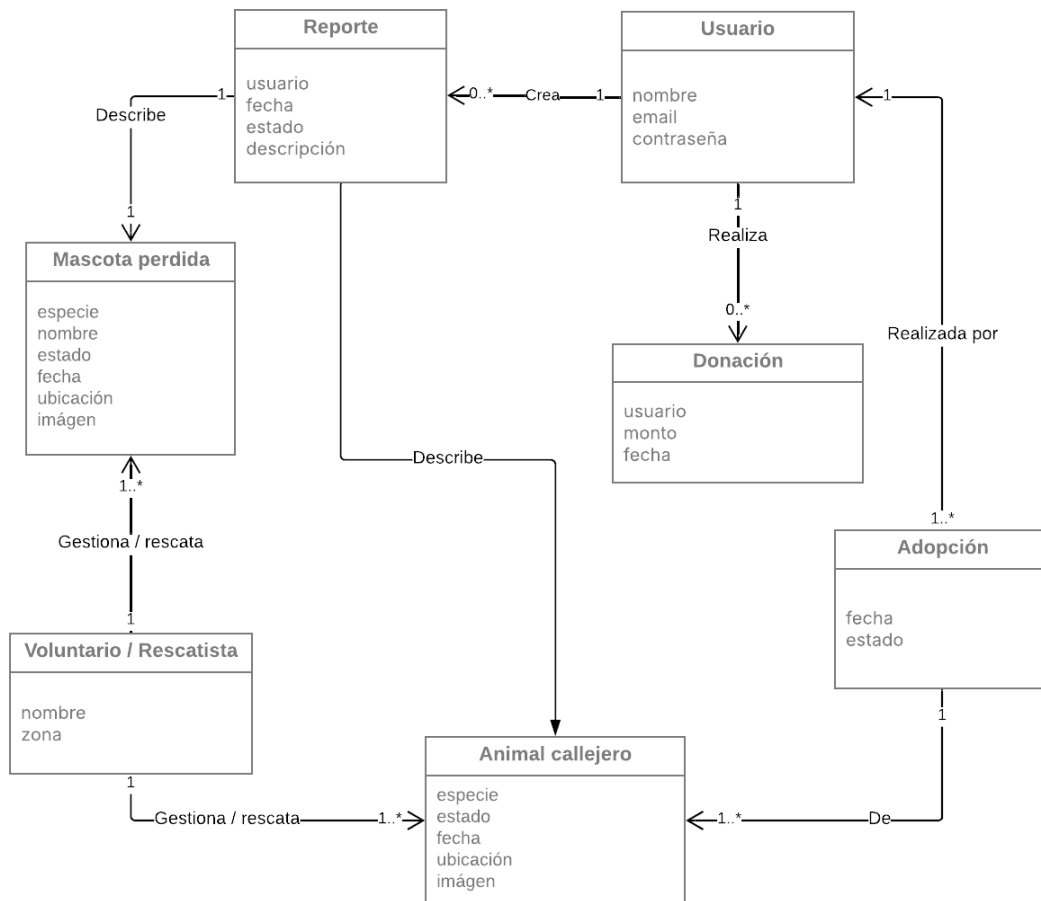 Reporte
usuario
fecha
estado
descripción
Usuario
nombre
email
contraseña
0..*
Crea
1
1
Describe
1
1
Realiza
0..*
1
Realizada por
1..*
Mascota perdida
especie
nombre
estado
fecha
ubicación
imágen
Donación
usuario
monto
fecha
Describe
1..*
Gestiona / rescata
1
Adopción
fecha
estado
Voluntario / Rescatista
nombre
zona
1
Gestiona / rescata
1..*
Animal callejero
especie
estado
fecha
ubicación
imágen
1
De
1..*